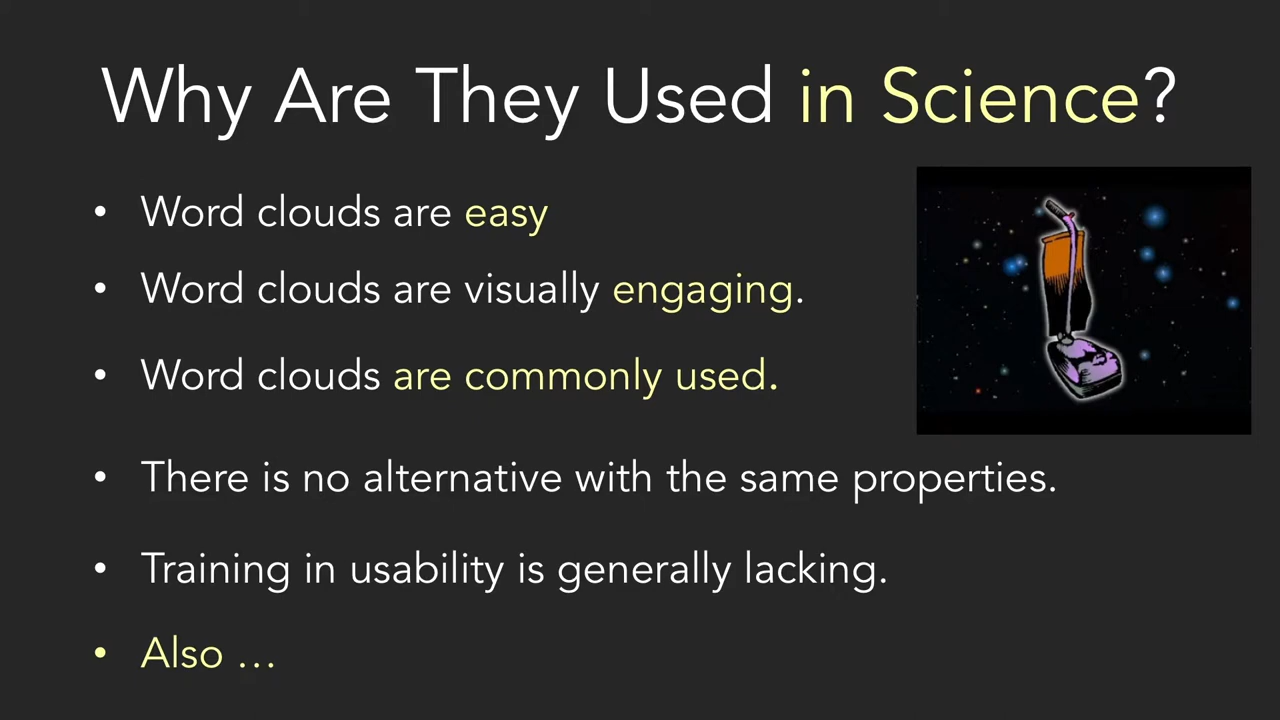 Why Are They Used in Science?
• Word clouds are easy
• Word clouds are visually engaging.
• Word clouds are commonly used.
• There is no alternative with the same properties.
• Training in usability is generally lacking.
• Also …